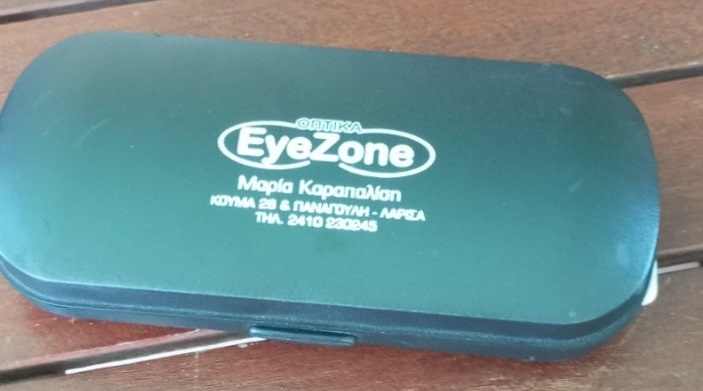 ΟΠΤΙΚΑ
EyeZone
Μαρία Καραπαλίση
ΚΟΥΜΑ 28 & ΠΑΝΑΓΟΥΛΗ - ΛΑΡΙΣΑ
ΤΗΛ. 2410 230245